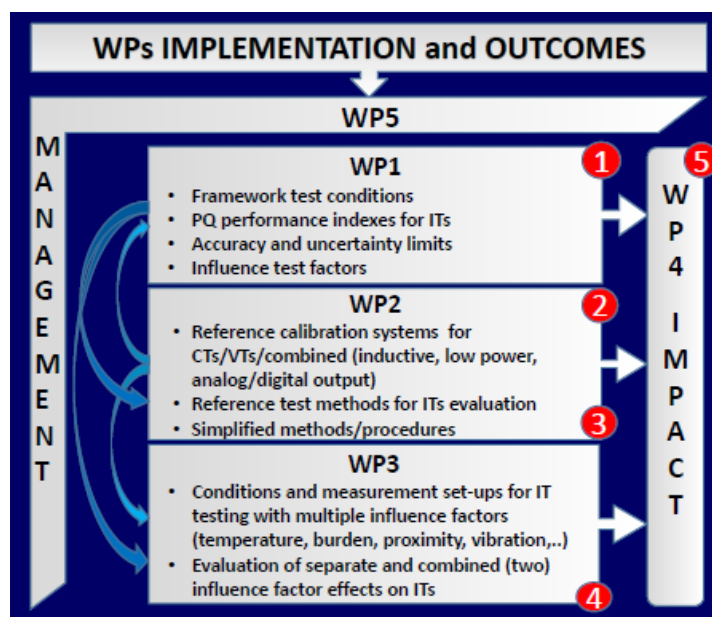 WPs IMPLEMENTATION and OUTCOMES
WP5
MANAGEMENT
WP1
1
• Framework test conditions
• PQ performance indexes for ITs
• Accuracy and uncertainty limits
• Influence test factors
WP2
2
• Reference calibration systems for
CTs/VTs/combined (inductive, low power,
analog/digital output)
• Reference test methods for ITs evaluation
• Simplified methods/procedures
3
WP3
• Conditions and measurement set-ups for IT
testing with multiple influence factors
(temperature, burden, proximity, vibration,..)
• Evaluation of separate and combined (two)
influence factor effects on ITs
4
5
WP4 IMPACT